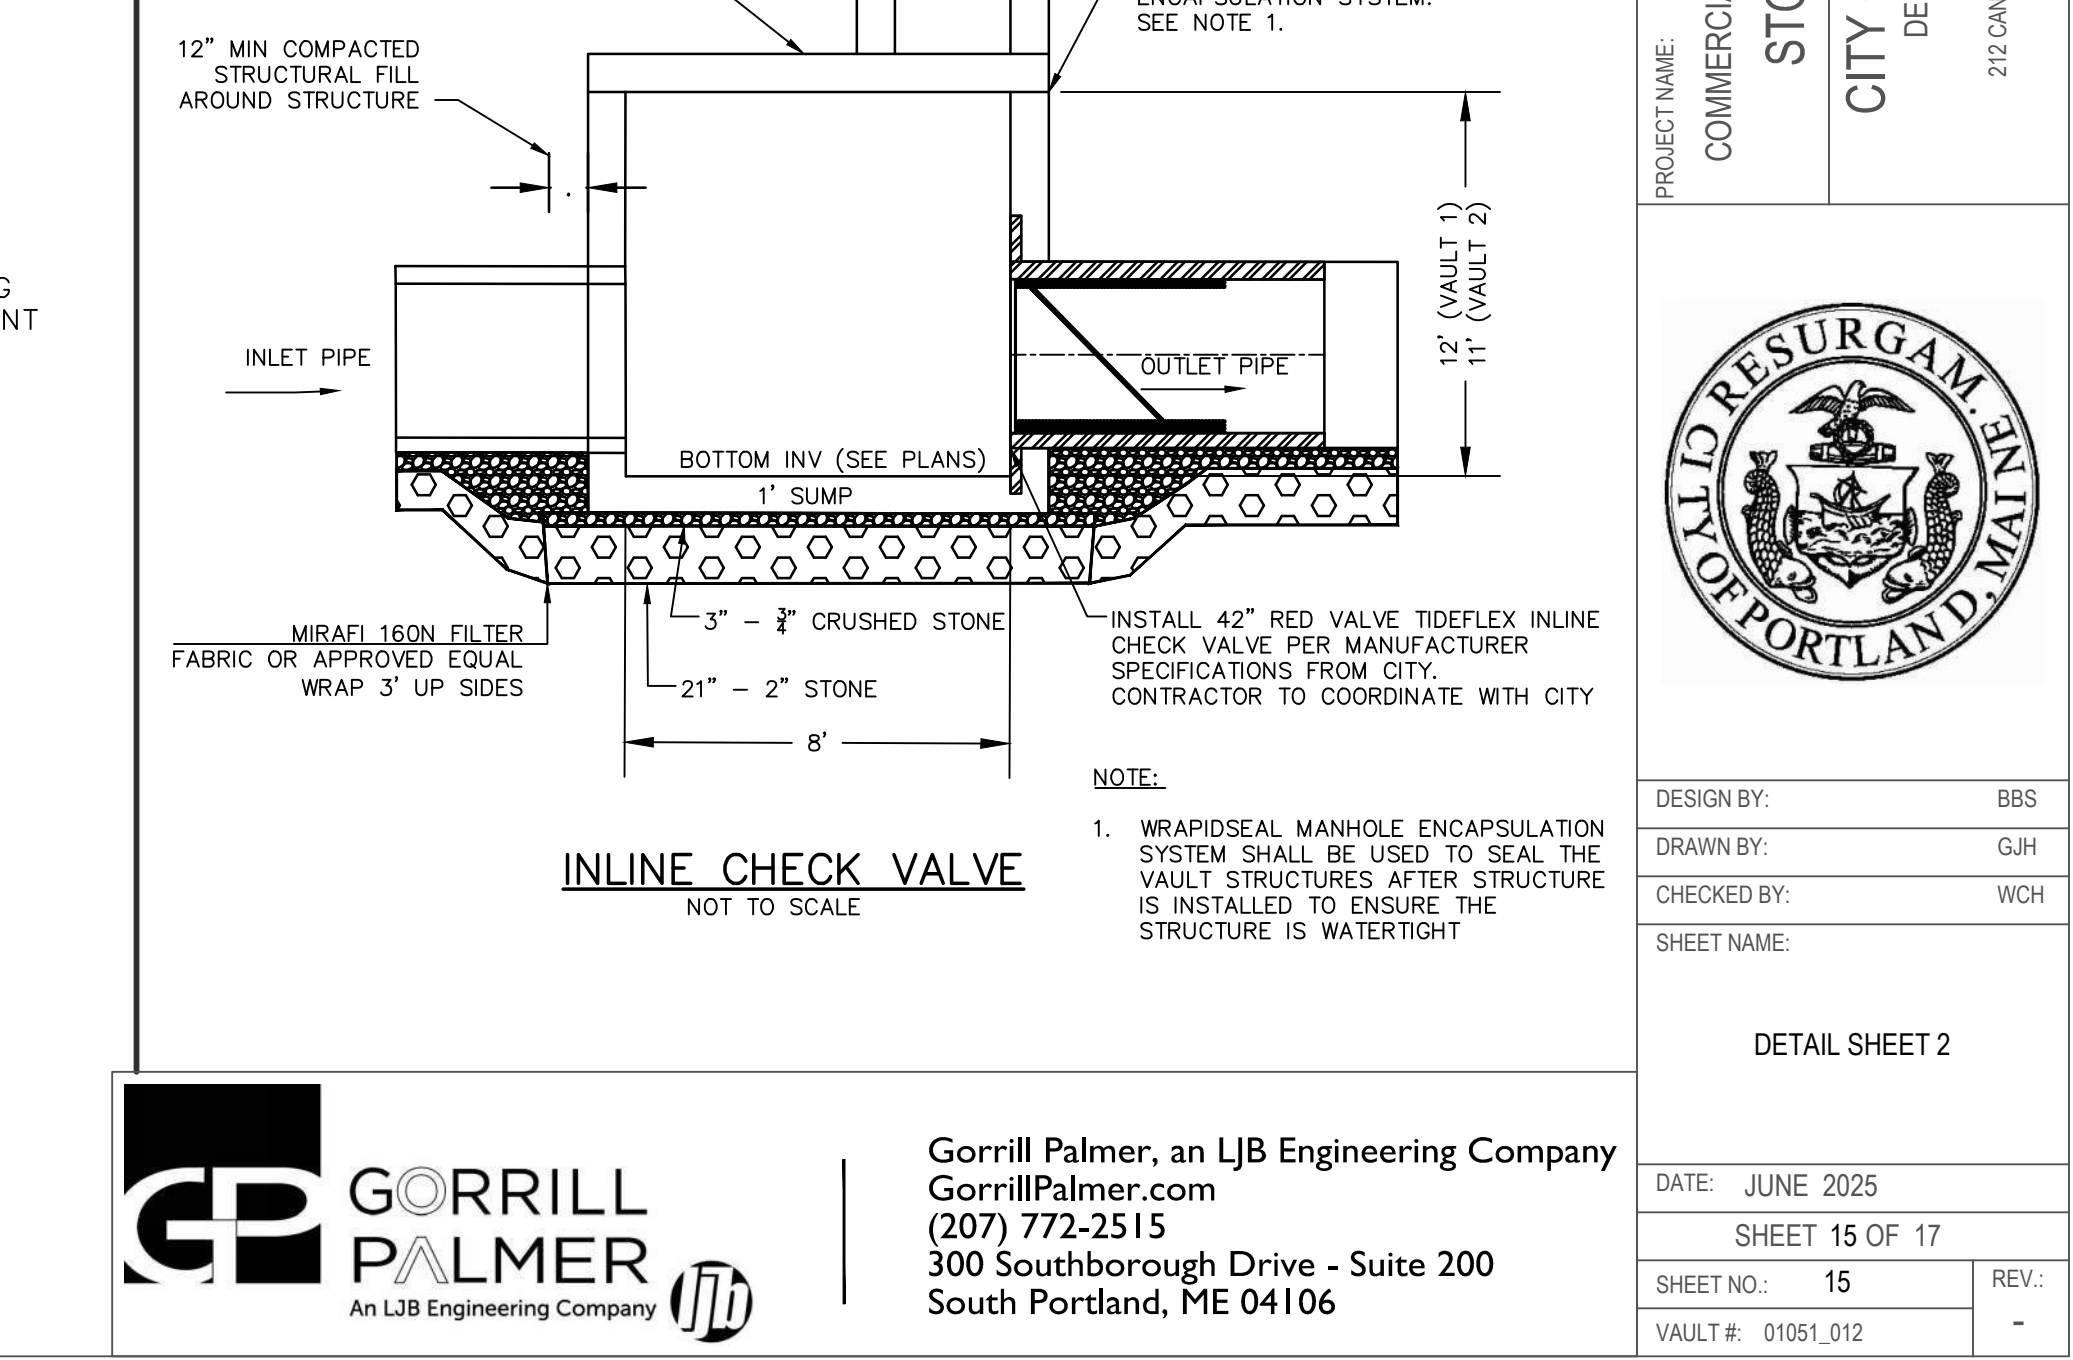 ENCAPSULATION SYSTEM.
SEE NOTE 1.
12" MIN COMPACTED
STRUCTURAL FILL
AROUND STRUCTURE
G
NT
INLET PIPE
OUTLET PIPE
12' (VAULT 1)
11' (VAULT 2)
BOTTOM INV (SEE PLANS)
1' SUMP
3" – ¾" CRUSHED STONE
MIRAFI 160N FILTER
FABRIC OR APPROVED EQUAL
WRAP 3' UP SIDES
21" – 2" STONE
8'
INSTALL 42" RED VALVE TIDEFLEX INLINE
CHECK VALVE PER MANUFACTURER
SPECIFICATIONS FROM CITY.
CONTRACTOR TO COORDINATE WITH CITY
NOTE:
1. WRAPIDSEAL MANHOLE ENCAPSULATION
SYSTEM SHALL BE USED TO SEAL THE
VAULT STRUCTURES AFTER STRUCTURE
IS INSTALLED TO ENSURE THE
STRUCTURE IS WATERTIGHT
INLINE CHECK VALVE
NOT TO SCALE
PROJECT NAME:
COMMERCIA
STO
CITY
DE
212 CAN
RESURGAM.
CITY OF PORTLAND, MAINE
DESIGN BY: BBS
DRAWN BY: GJH
CHECKED BY: WCH
SHEET NAME:
DETAIL SHEET 2
DATE: JUNE 2025
SHEET 15 OF 17
SHEET NO.: 15
REV.:
-
VAULT #: 01051_012
GP
GORRILL
PALMER
An LJB Engineering Company
ljb
Gorrill Palmer, an LJB Engineering Company
GorrillPalmer.com
(207) 772-2515
300 Southborough Drive - Suite 200
South Portland, ME 04106